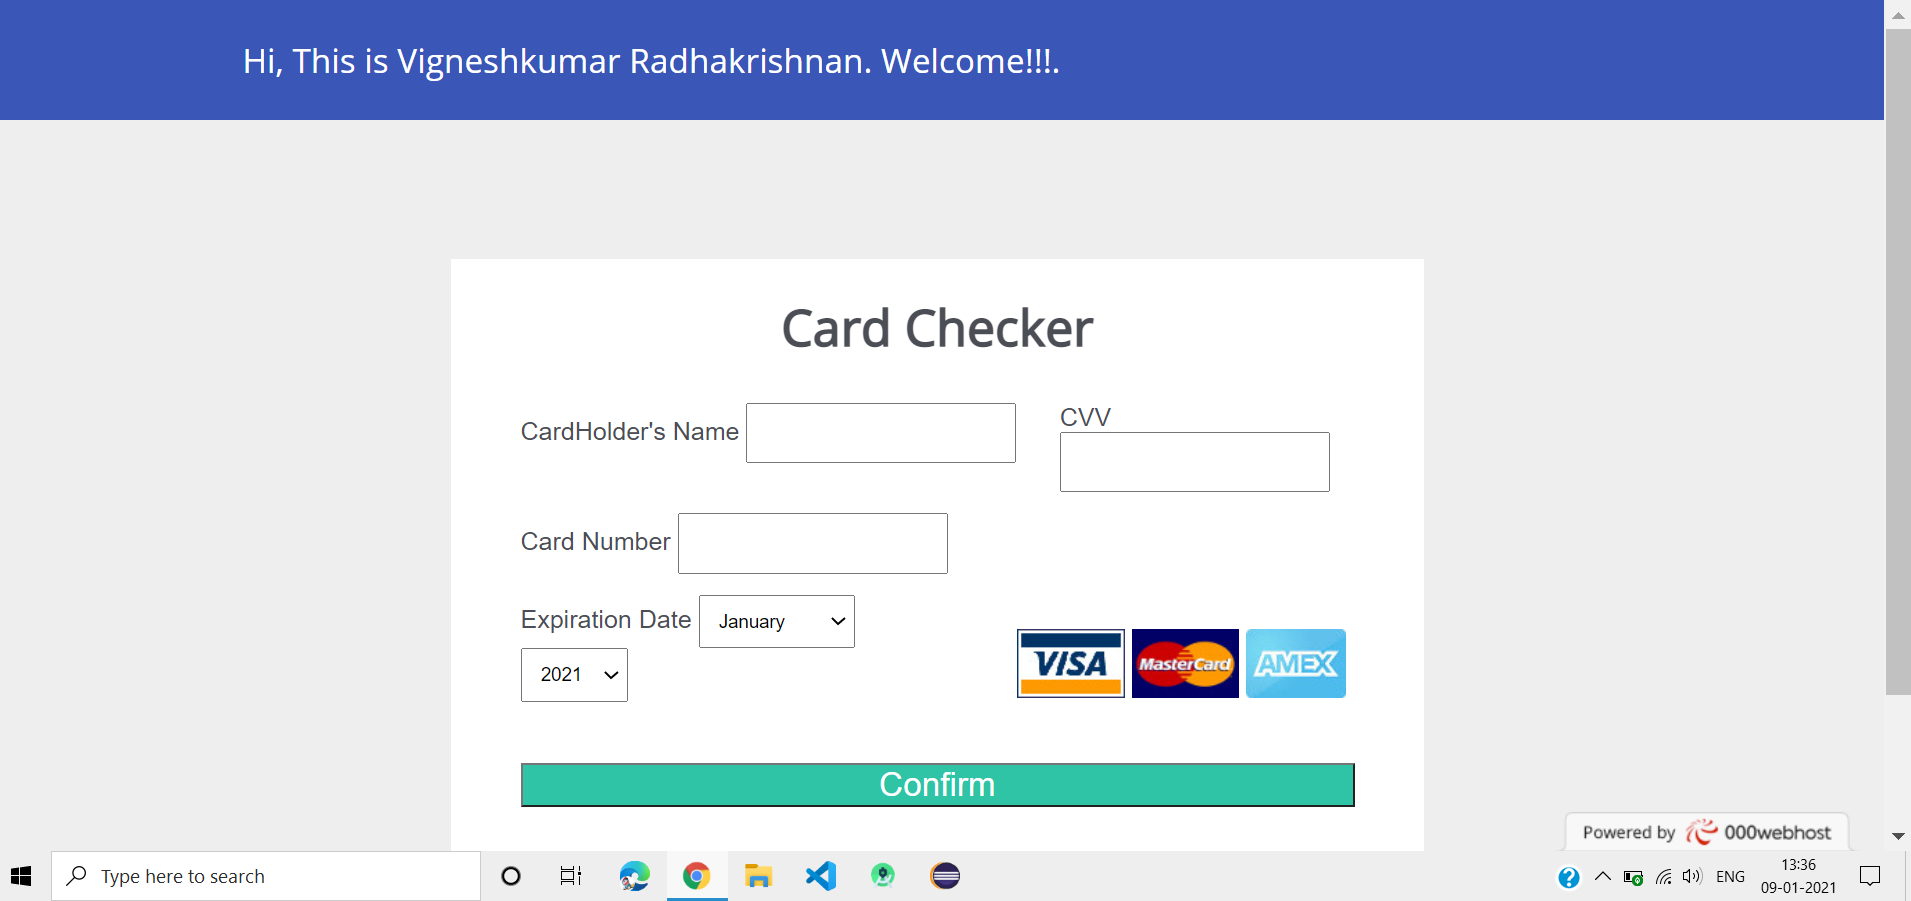 Hi, This is Vigneshkumar Radhakrishnan. Welcome!!!.
Card Checker
CardHolder's Name
CVV
Card Number
Expiration Date January
2021
VISA MasterCard AMEX
Confirm
Powered by 000webhost
Type here to search
ENG
13:36
09-01-2021